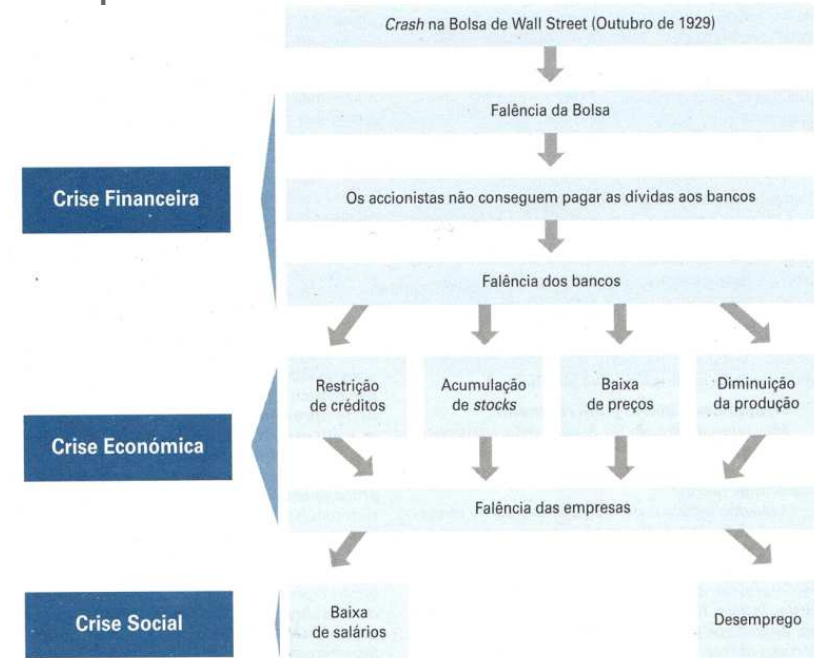 Crash na Bolsa de Wall Street (Outubro de 1929)
Falência da Bolsa
Crise Financeira
Os accionistas não conseguem pagar as dívidas aos bancos
Falência dos bancos
Restrição
de créditos
Acumulação
de stocks
Baixa
de preços
Diminuição
da produção
Crise Económica
Falência das empresas
Crise Social
Baixa
de salários
Desemprego